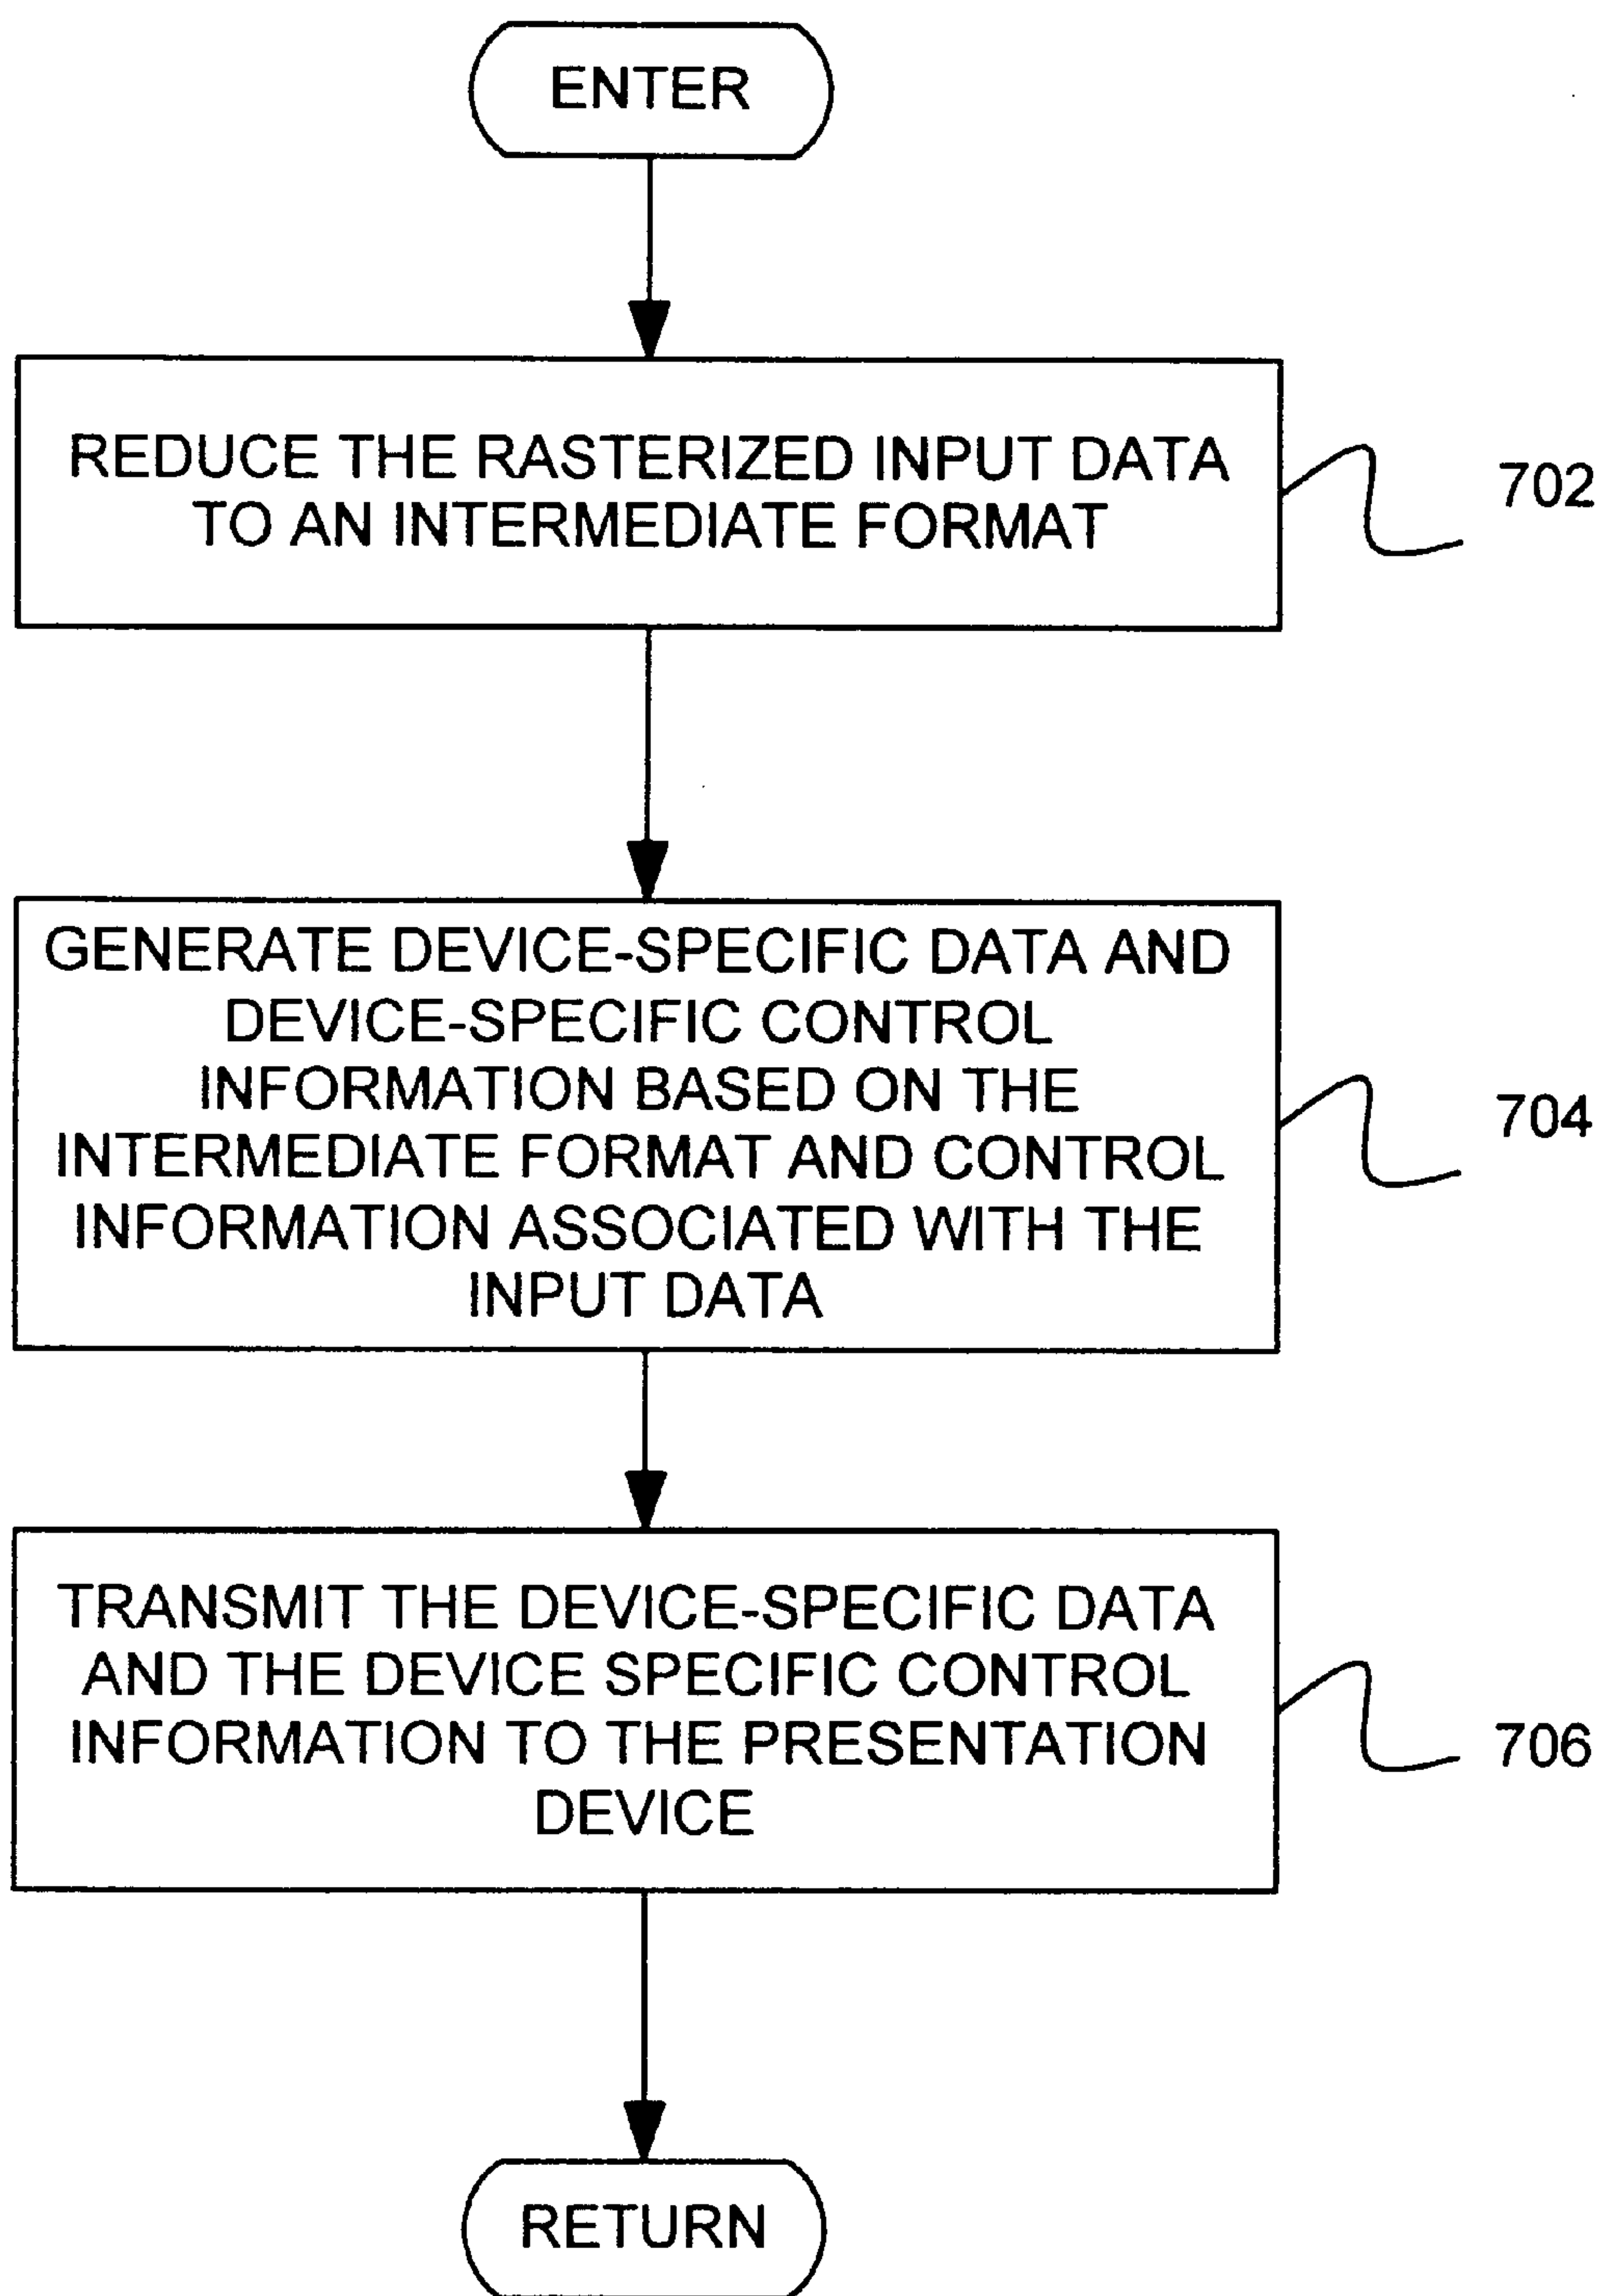 ENTER
REDUCE THE RASTERIZED INPUT DATA
TO AN INTERMEDIATE FORMAT
702
GENERATE DEVICE-SPECIFIC DATA AND
DEVICE-SPECIFIC CONTROL
INFORMATION BASED ON THE
INTERMEDIATE FORMAT AND CONTROL
INFORMATION ASSOCIATED WITH THE
INPUT DATA
704
TRANSMIT THE DEVICE-SPECIFIC DATA
AND THE DEVICE SPECIFIC CONTROL
INFORMATION TO THE PRESENTATION
DEVICE
706
RETURN